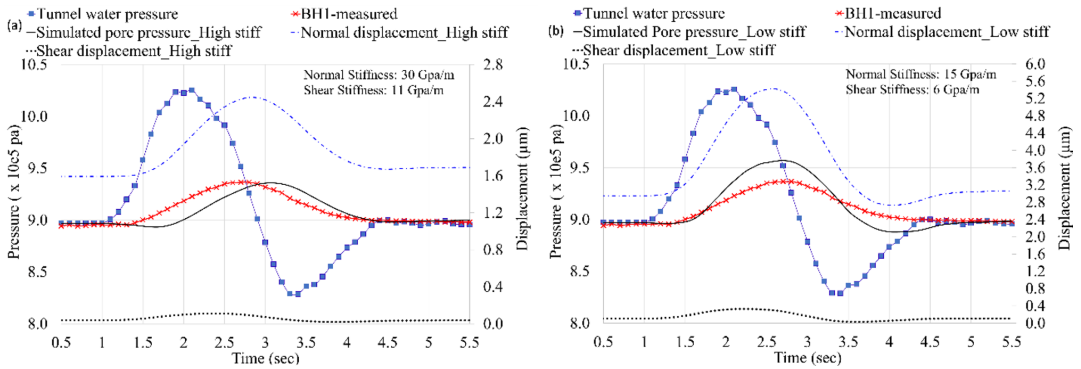 (a)
Tunnel water pressure
BH1-measured
Simulated pore pressure_High stiff
Normal displacement_High stiff
Shear displacement_High stiff
10.5
10.0
9.5
9.0
8.5
8.0
Pressure ( x 10e5 pa)
Normal Stiffness: 30 Gpa/m
Shear Stiffness: 11 Gpa/m
2.8
2.4
2.0
1.6
1.2
0.8
0.4
0.0
Displacement (μm)
0.5 1 1.5 2 2.5 3 3.5 4 4.5 5 5.5
Time (sec)
(b)
Tunnel water pressure
BH1-measured
Simulated Pore pressure_Low stiff
Normal displacement_Low stiff
Shear displacement_Low stiff
10.5
10.0
9.5
9.0
8.5
8.0
Pressure ( x 10e5 pa)
Normal Stiffness: 15 Gpa/m
Shear Stiffness: 6 Gpa/m
6.0
5.6
5.2
4.8
4.4
4.0
3.6
3.2
2.8
2.4
2.0
1.6
1.2
0.8
0.4
0.0
Displacement (μm)
0.5 1 1.5 2 2.5 3 3.5 4 4.5 5 5.5
Time (sec)